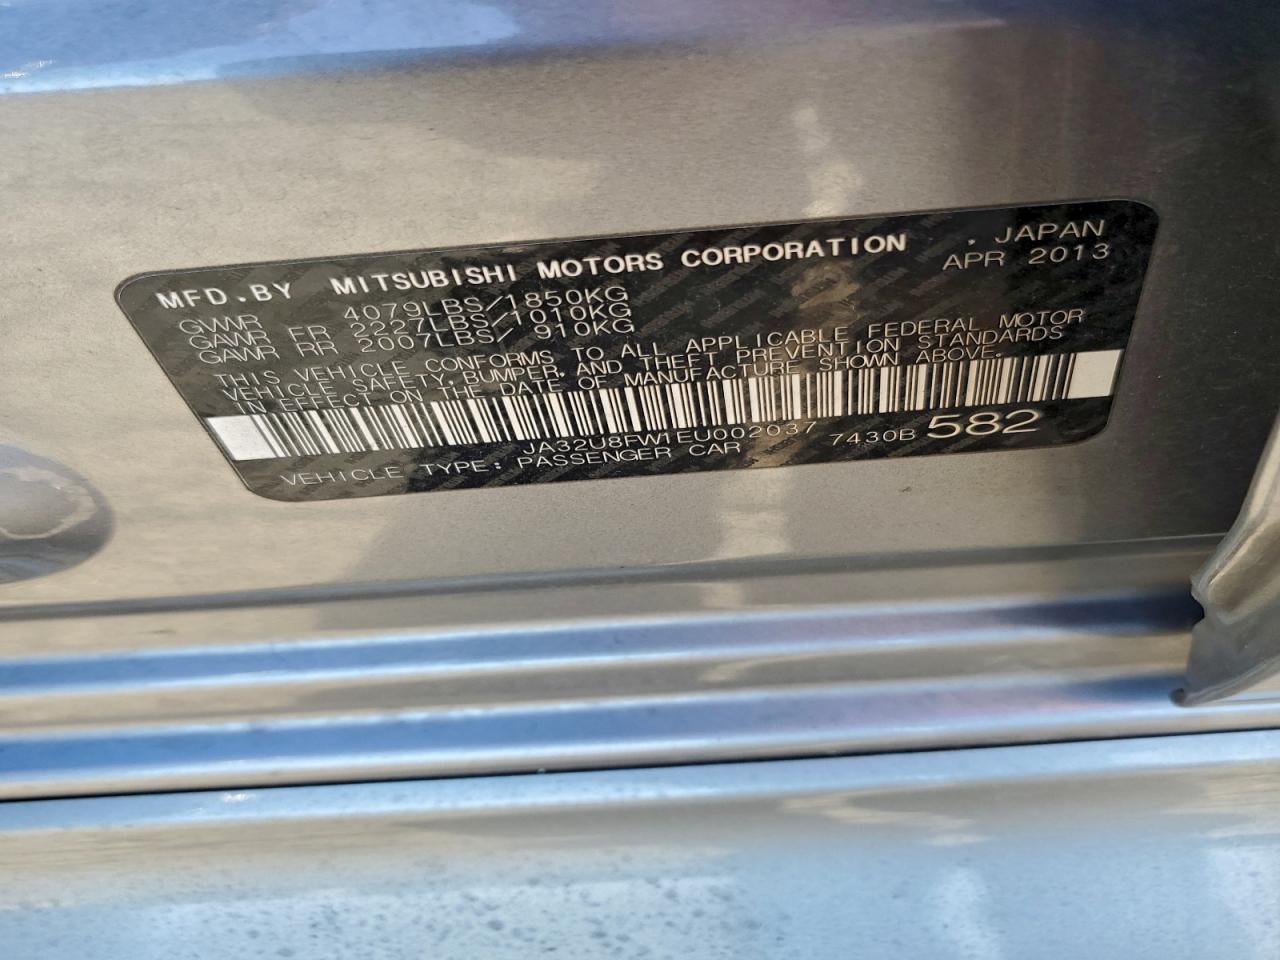 MFD.BY MITSUBISHI MOTORS CORPORATION . JAPAN
APR 2013
GVWR 4079LBS/1850KG
GAWR FR 2227LBS/1010KG
GAWR RR 2007LBS/ 910KG
THIS VEHICLE CONFORMS TO ALL APPLICABLE FEDERAL MOTOR
VEHICLE SAFETY,BUMPER,AND THEFT PREVENTION STANDARDS
IN EFFECT ON THE DATE OF MANUFACTURE SHOWN ABOVE.
JA32U8FW1EU002037 7430B 582
VEHICLE TYPE: PASSENGER CAR